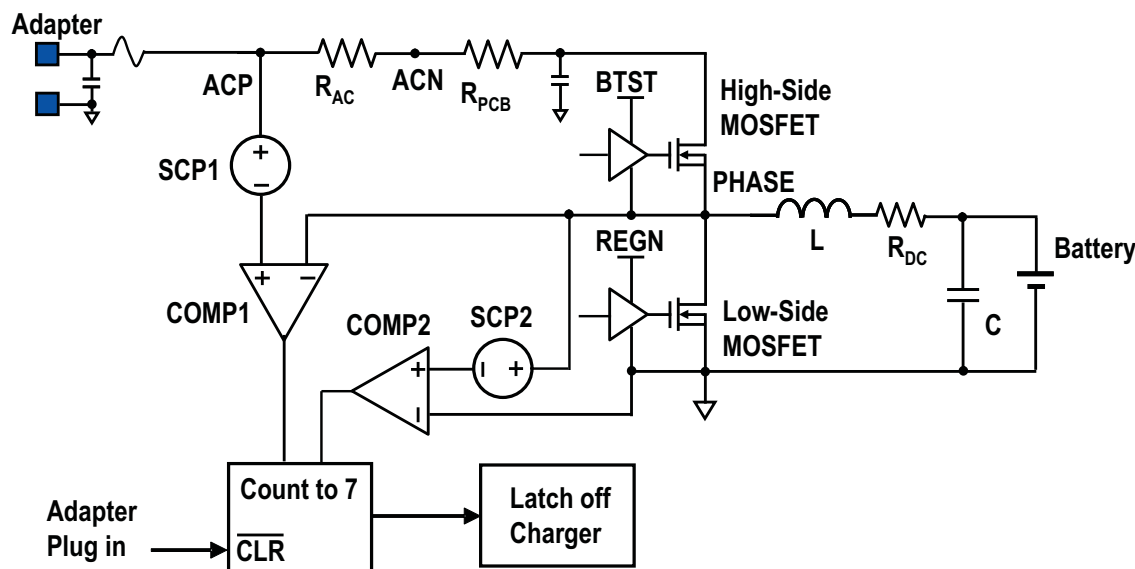 Adapter
ACP
R_AC
ACN
R_PCB
BTST
High-Side
MOSFET
SCP1
+
−
PHASE
REGN
L
R_DC
Battery
+
−
COMP1
COMP2
SCP2
Low-Side
MOSFET
C
+
−
−
+
Count to 7
Latch off
Charger
Adapter
Plug in
C̅L̅R̅